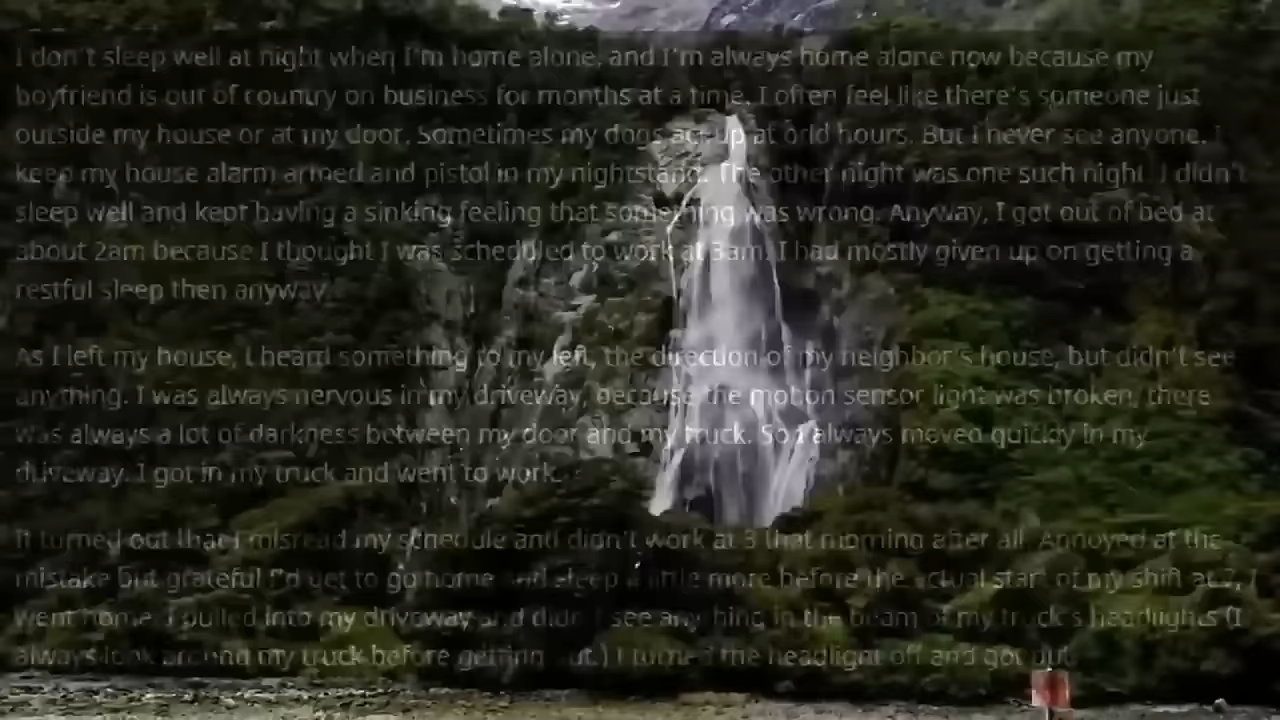 I don't sleep well at night when I'm home alone, and I'm always home alone now because my
boyfriend is out of country on business for months at a time. I often feel like there's someone just
outside my house or at my door. Sometimes my dogs act up at odd hours. But I never see anyone. I
keep my house alarm armed and pistol in my nightstand. The other night was one such night. I didn't
sleep well and kept having a sinking feeling that something was wrong. Anyway, I got out of bed at
about 2am because I thought I was scheduled to work at 3am. I had mostly given up on getting a
restful sleep then anyway.
As I left my house, I heard something to my left, the direction of my neighbor's house, but didn't see
anything. I was always nervous in my driveway, because the motion sensor light was broken, there
was always a lot of darkness between my door and my truck. So I always moved quickly in my
driveway. I got in my truck and went to work.
It turned out that I misread my schedule and didn't work at 3 that morning after all. Annoyed at the
mistake but grateful I'd get to go home and sleep a little more before the actual start of my shift at 7, I
went home. I pulled into my driveway and didn't see anything in the beam of my truck's headlights (I
always look around my truck before getting out.) I turned the headlight off and got out.